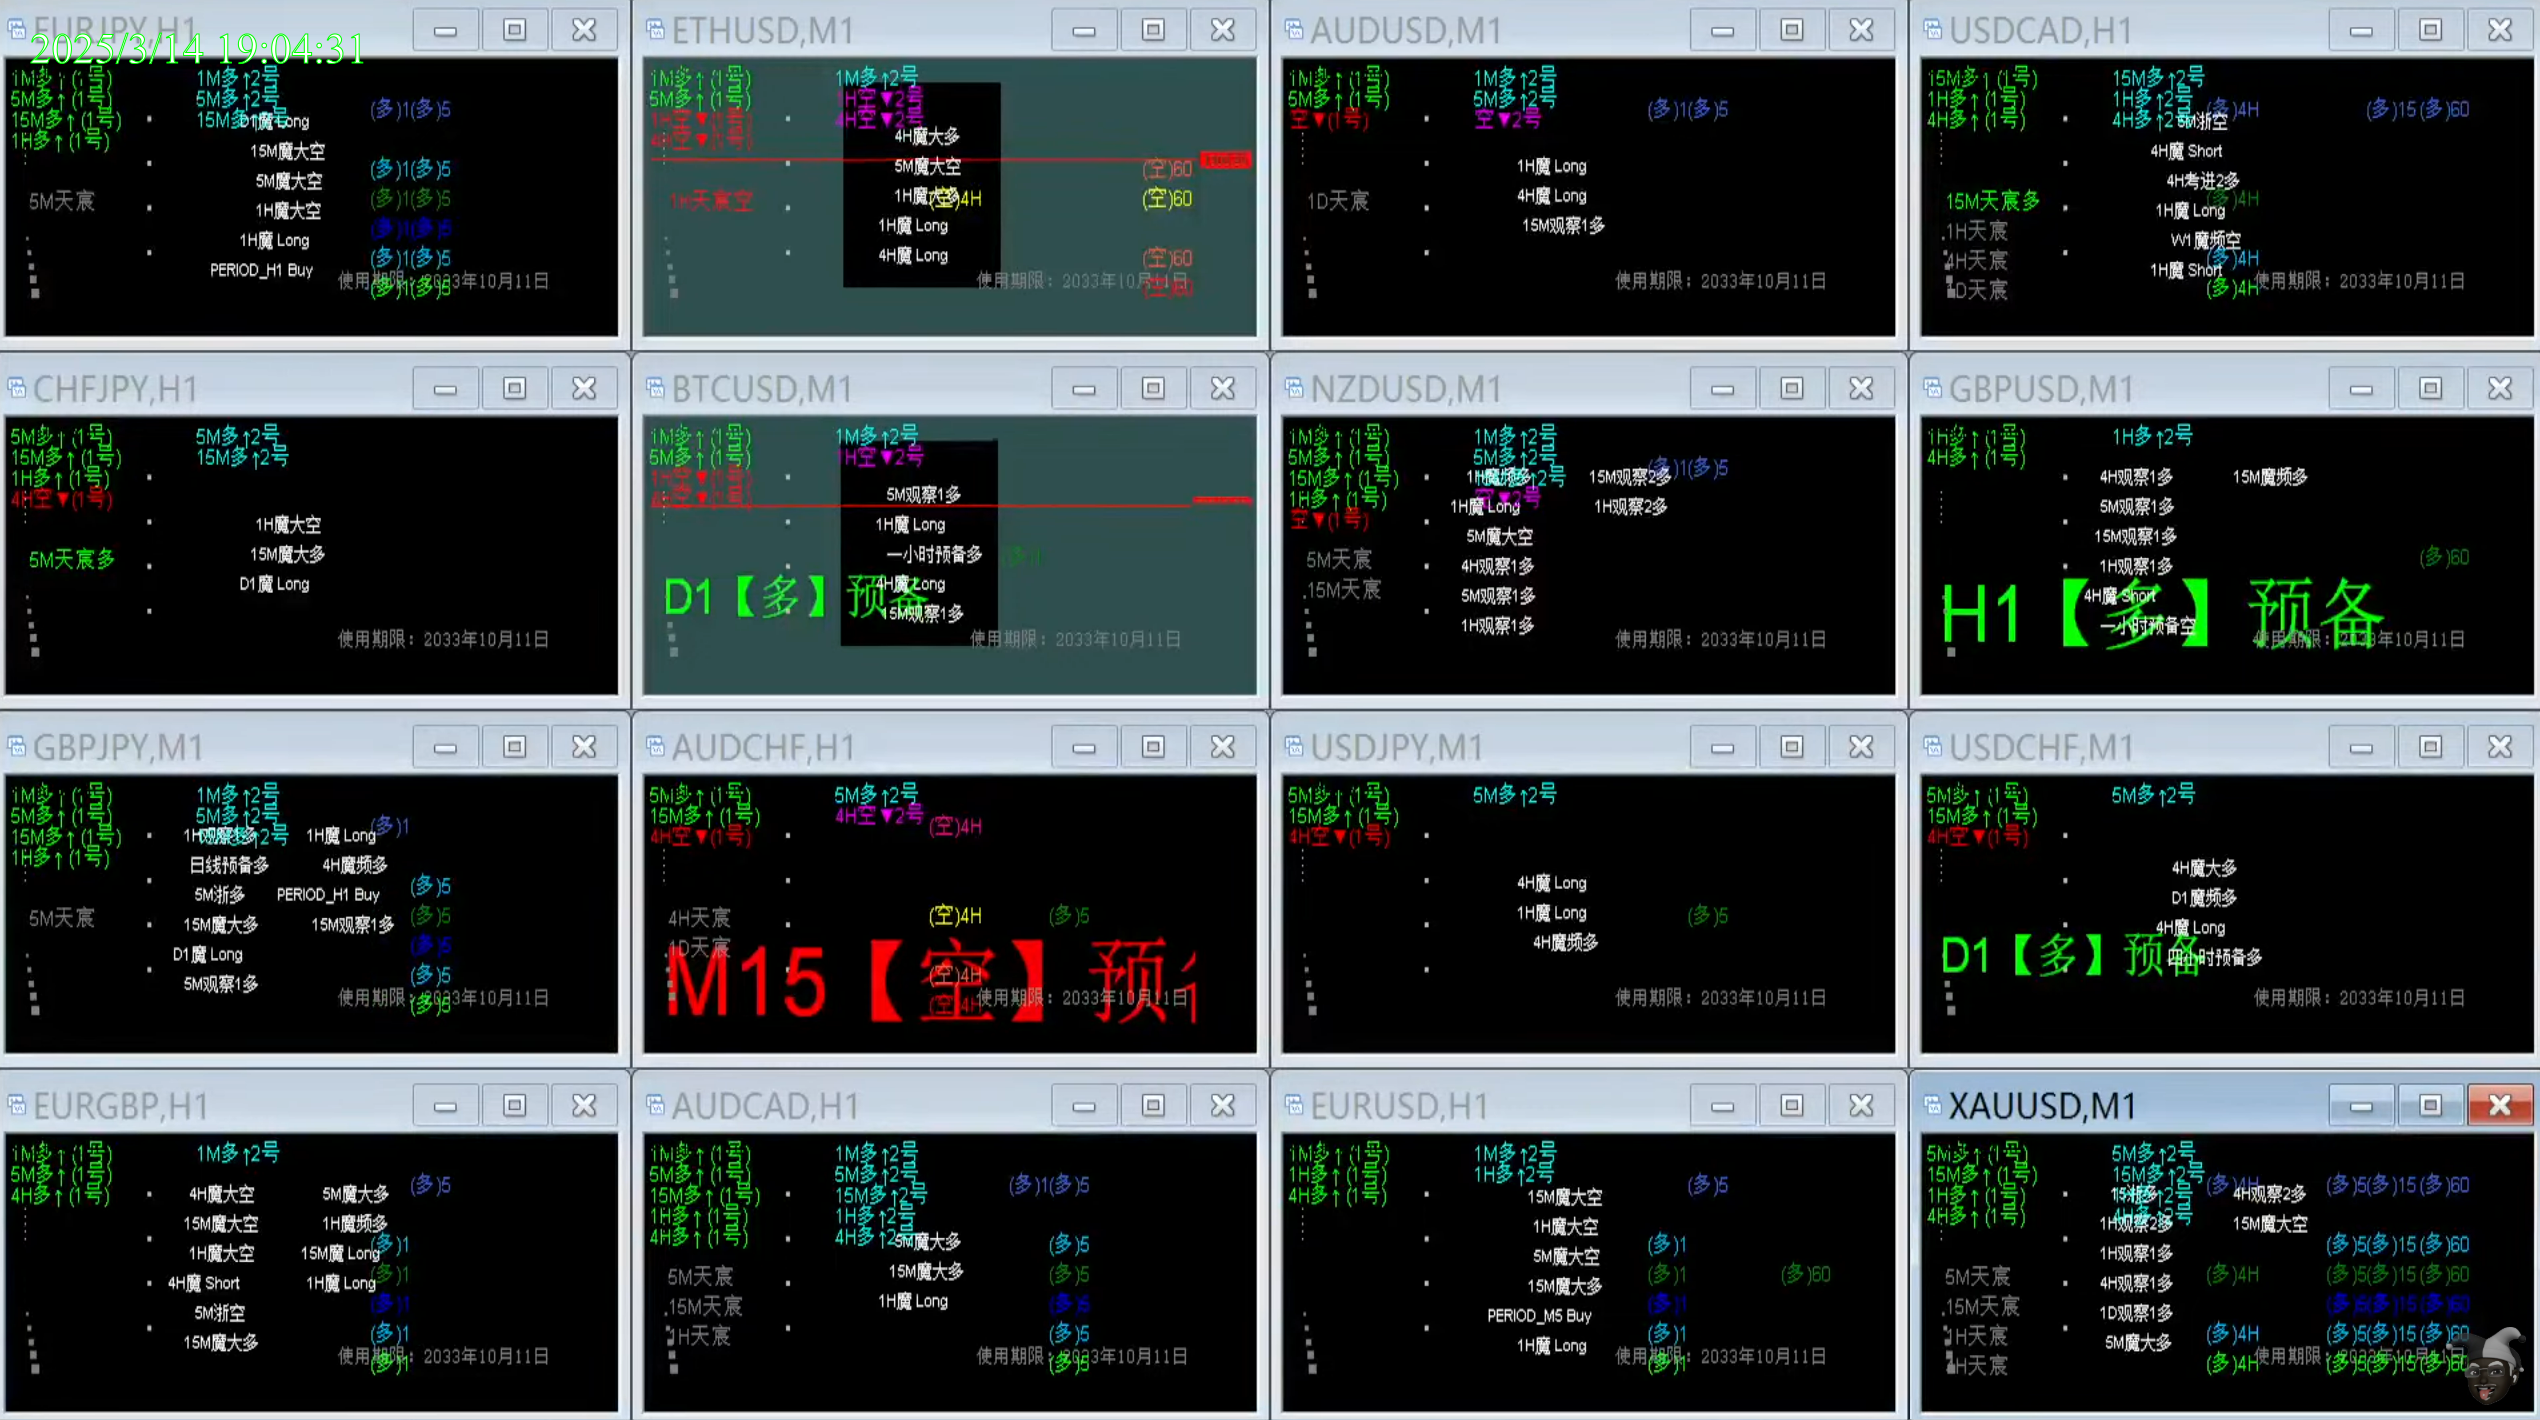 EURJPY,H1
2025/3/14 19:04:31
1M多↑(1号) 1M多↑2号
5M多↑(1号) 5M多↑2号 (多)1(多)5
15M多↑(1号) 15M多↑2号 D1魔 Long
1H多↑(1号)
15M魔大空
(多)1(多)5
5M魔大空
5M天宸 (多)1(多)5
1H魔大空
(多)1(多)5
1H魔 Long
(多)1(多)5
PERIOD_H1 Buy
使用期限：2033年10月11日
(多)1(多)5
ETHUSD,M1
1M多↑(1号) 1M多↑2号
5M多↑(1号) 1H空▼2号
1H空▼(1号) 4H空▼2号
4H空▼(1号) 4H魔大多
5M魔大空 (空)60
1H天宸空 1H魔大多 (空)4H (空)60
1H魔 Long
4H魔 Long (空)60
使用期限：2033年10月11日
(空)60
AUDUSD,M1
1M多↑(1号) 1M多↑2号
5M多↑(1号) 5M多↑2号 (多)1(多)5
空▼(1号) 空▼2号
1H魔 Long
1D天宸 4H魔 Long
15M观察1多
使用期限：2033年10月11日
USDCAD,H1
15M多↑(1号) 15M多↑2号
1H多↑(1号) 1H多↑2号 (多)4H (多)15(多)60
4H多↑(1号) 4H多↑2号 5M浙空
4H魔 Short
4H考进2多
15M天宸多 (多)4H
1H魔 Long
1H天宸 W1魔频空
4H天宸 (多)4H
1H魔 Short
1D天宸 (多)4H
使用期限：2033年10月11日
CHFJPY,H1
5M多↑(1号) 5M多↑2号
15M多↑(1号) 15M多↑2号
1H多↑(1号)
4H空▼(1号)
1H魔大空
5M天宸多 15M魔大多
D1魔 Long
使用期限：2033年10月11日
BTCUSD,M1
1M多↑(1号) 1M多↑2号
5M多↑(1号) 1H空▼2号
1H空▼(1号)
4H空▼(1号) 5M观察1多
1H魔 Long
一小时预备多 (多)1
4H魔 Long
D1【多】预备
15M观察1多
使用期限：2033年10月11日
NZDUSD,M1
1M多↑(1号) 1M多↑2号
5M多↑(1号) 5M多↑2号 (多)1(多)5
15M多↑(1号) 1H魔频多 15M观察2多
1H多↑(1号) 空▼2号
1H魔 Long 1H观察2多
空▼(1号)
5M魔大空
5M天宸 4H观察1多
15M天宸 5M观察1多
1H观察1多
使用期限：2033年10月11日
GBPUSD,M1
1H多↑(1号) 1H多↑2号
4H多↑(1号)
4H观察1多 15M魔频多
5M观察1多
15M观察1多
1H观察1多 (多)60
4H魔 Short
H1【多】预备
一小时预备空
使用期限：2033年10月11日
GBPJPY,M1
1M多↑(1号) 1M多↑2号
5M多↑(1号) 5M多↑2号 (多)1
15M多↑(1号) 1H观察1多 1H魔 Long
1H多↑(1号) 日线预备多 4H魔频多
5M浙多 PERIOD_H1 Buy (多)5
5M天宸 15M魔大多 15M观察1多 (多)5
D1魔 Long (多)5
5M观察1多 (多)5
使用期限：2033年10月11日
(多)5
AUDCHF,H1
5M多↑(1号) 5M多↑2号
15M多↑(1号) 4H空▼2号
4H空▼(1号) (空)4H
4H天宸 (空)4H (多)5
1D天宸
M15【空】预
(空)4H
使用期限：2033年10月11日
(空)4H
USDJPY,M1
5M多↑(1号) 5M多↑2号
15M多↑(1号)
4H空▼(1号)
4H魔 Long
1H魔 Long (多)5
4H魔频多
使用期限：2033年10月11日
USDCHF,M1
5M多↑(1号) 5M多↑2号
15M多↑(1号)
4H空▼(1号)
4H魔大多
D1魔频多
4H魔 Long
D1【多】预备
四小时预备多
使用期限：2033年10月11日
EURGBP,H1
1M多↑(1号) 1M多↑2号
5M多↑(1号) (多)5
4H多↑(1号) 4H魔大空 5M魔大多
15M魔大空 1H魔频多
1H魔大空 15M魔 Long (多)1
4H魔 Short 1H魔 Long (多)1
5M浙空 (多)1
15M魔大多 (多)1
使用期限：2033年10月11日
(多)1
AUDCAD,H1
1M多↑(1号) 1M多↑2号
5M多↑(1号) 5M多↑2号 (多)1(多)5
15M多↑(1号) 15M多↑2号
1H多↑(1号) 1H多↑2号
4H多↑(1号) 4H多↑2号 5M魔大多 (多)5
5M天宸 15M魔大多 (多)5
15M天宸 1H魔 Long (多)5
1H天宸 (多)5
使用期限：2033年10月11日
(多)5
EURUSD,H1
1M多↑(1号) 1M多↑2号
1H多↑(1号) 1H多↑2号 (多)5
4H多↑(1号) 15M魔大空
1H魔大空
5M魔大空 (多)1
15M魔大多 (多)1 (多)60
PERIOD_M5 Buy (多)1
1H魔 Long (多)1
使用期限：2033年10月11日
(多)1
XAUUSD,M1
5M多↑(1号) 5M多↑2号
15M多↑(1号) 15M多↑2号 (多)4H (多)5(多)15(多)60
1H多↑(1号) 4H观察2多
4H多↑(1号) 4H多↑2号
1H观察2多 15M魔大空
1H观察1多 (多)5(多)15(多)60
5M天宸 4H观察1多 (多)4H (多)5(多)15(多)60
15M天宸 1D观察1多 (多)5(多)15(多)60
1H天宸 5M魔大多 (多)4H (多)5(多)15(多)60
4H天宸 (多)4H (多)5(多)15(多)60
使用期限：2033年10月11日